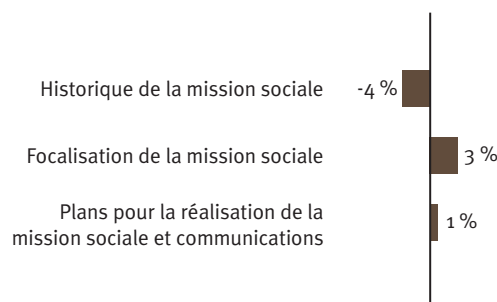 Historique de la mission sociale -4 %
Focalisation de la mission sociale 3 %
Plans pour la réalisation de la
mission sociale et communications 1 %